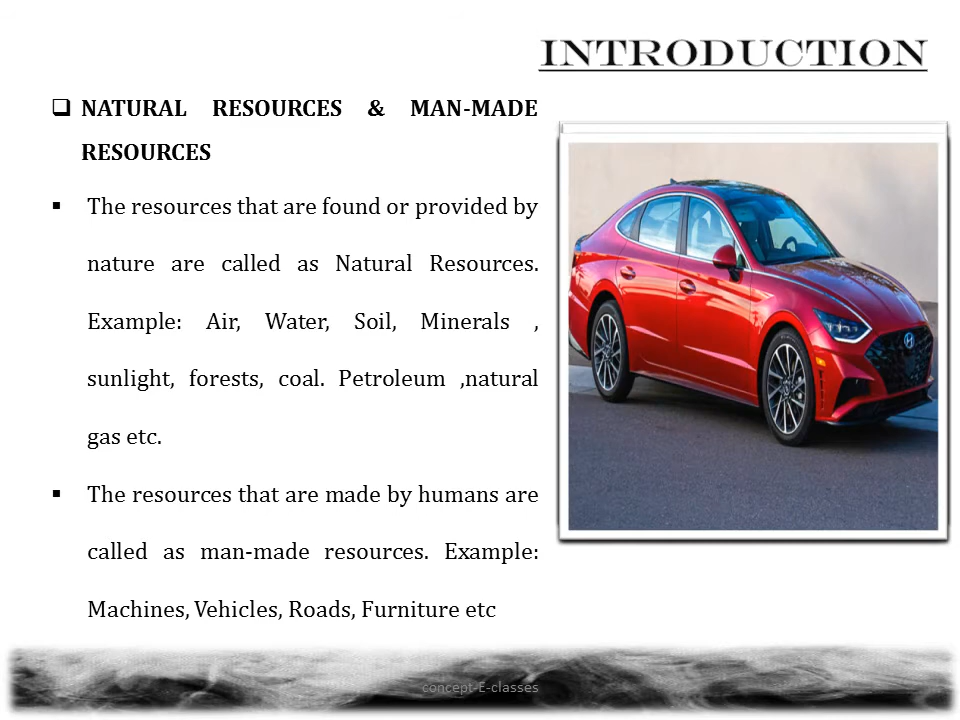 INTRODUCTION
NATURAL RESOURCES & MAN-MADE
RESOURCES
The resources that are found or provided by
nature are called as Natural Resources.
Example: Air, Water, Soil, Minerals ,
sunlight, forests, coal. Petroleum ,natural
gas etc.
The resources that are made by humans are
called as man-made resources. Example:
Machines, Vehicles, Roads, Furniture etc
concept-E-classes